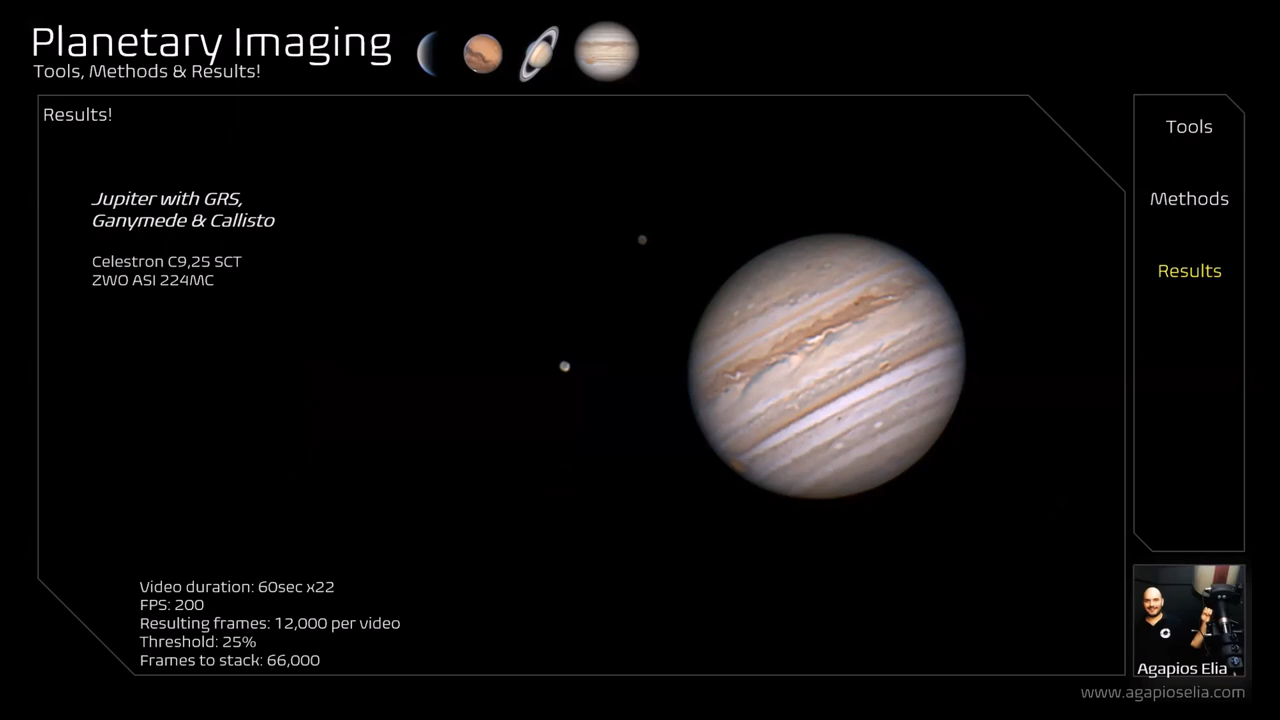 Planetary Imaging
Tools, Methods & Results!
Results!
Jupiter with GRS,
Ganymede & Callisto
Celestron C9,25 SCT
ZWO ASI 224MC
Video duration: 60sec x22
FPS: 200
Resulting frames: 12,000 per video
Threshold: 25%
Frames to stack: 66,000
Tools
Methods
Results
Agapios Elia
www.agapioselia.com